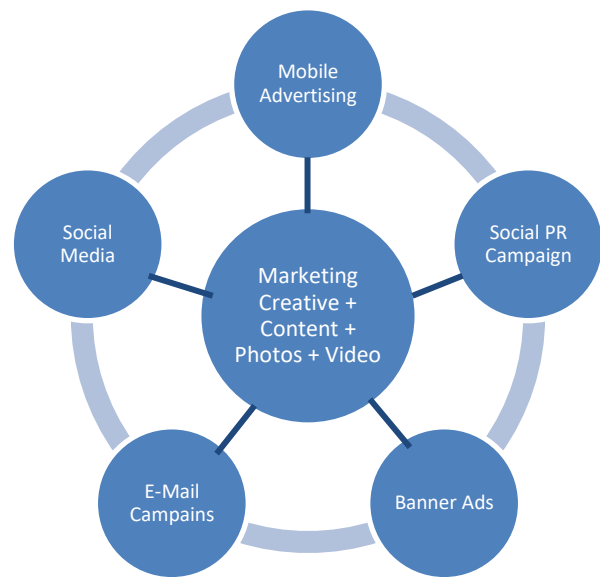 Mobile
Advertising
Social PR
Campaign
Banner Ads
E-Mail
Campains
Social
Media
Marketing
Creative +
Content +
Photos + Video